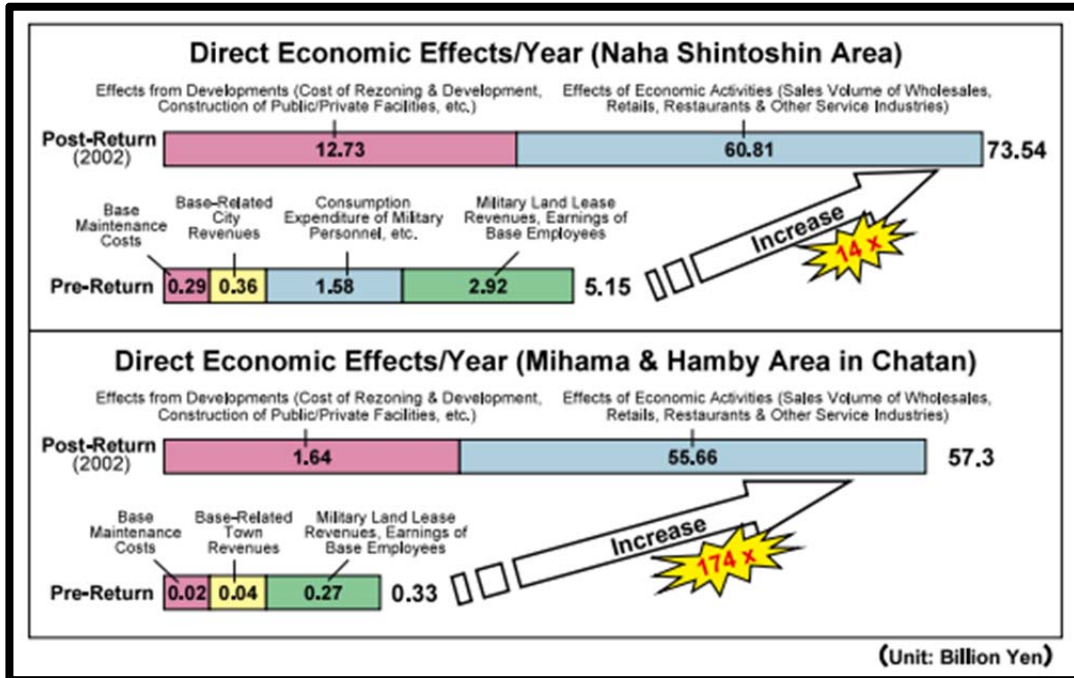 Direct Economic Effects/Year (Naha Shintoshin Area)
Effects from Developments (Cost of Rezoning & Development,
Construction of Public/Private Facilities, etc.)
Effects of Economic Activities (Sales Volume of Wholesales,
Retails, Restaurants & Other Service Industries)
Post-Return
(2002)
12.73
60.81
73.54
Base
Maintenance
Costs
Base-Related
City
Revenues
Consumption
Expenditure of Military
Personnel, etc.
Military Land Lease
Revenues, Earnings of
Base Employees
Increase
14 x
Pre-Return
0.29
0.36
1.58
2.92
5.15
Direct Economic Effects/Year (Mihama & Hamby Area in Chatan)
Effects from Developments (Cost of Rezoning & Development,
Construction of Public/Private Facilities, etc.)
Effects of Economic Activities (Sales Volume of Wholesales,
Retails, Restaurants & Other Service Industries)
Post-Return
(2002)
1.64
55.66
57.3
Base
Maintenance
Costs
Base-Related
Town
Revenues
Military Land Lease
Revenues, Earnings of
Base Employees
Increase
174 x
Pre-Return
0.02
0.04
0.27
0.33
(Unit: Billion Yen)